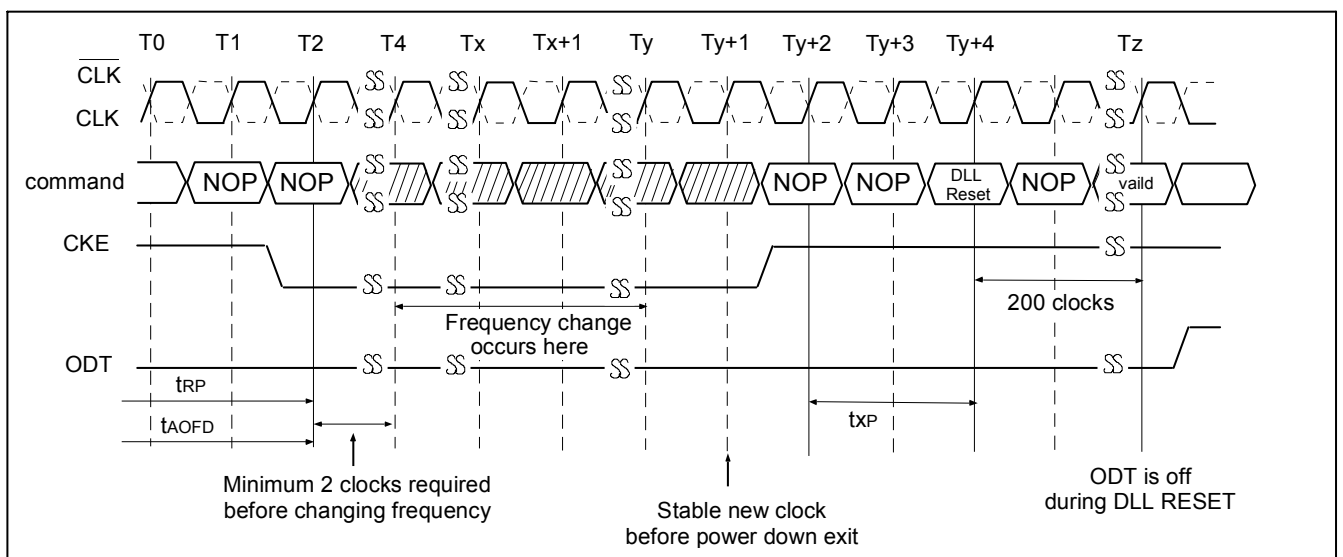 T0 T1 T2 T4 Tx Tx+1 Ty Ty+1 Ty+2 Ty+3 Ty+4 Tz
CLK
CLK
command NOP NOP NOP NOP DLL Reset NOP vaild
CKE
200 clocks
Frequency change
occurs here
ODT
tRP
txP
tAOFD
Minimum 2 clocks required
before changing frequency
Stable new clock
before power down exit
ODT is off
during DLL RESET